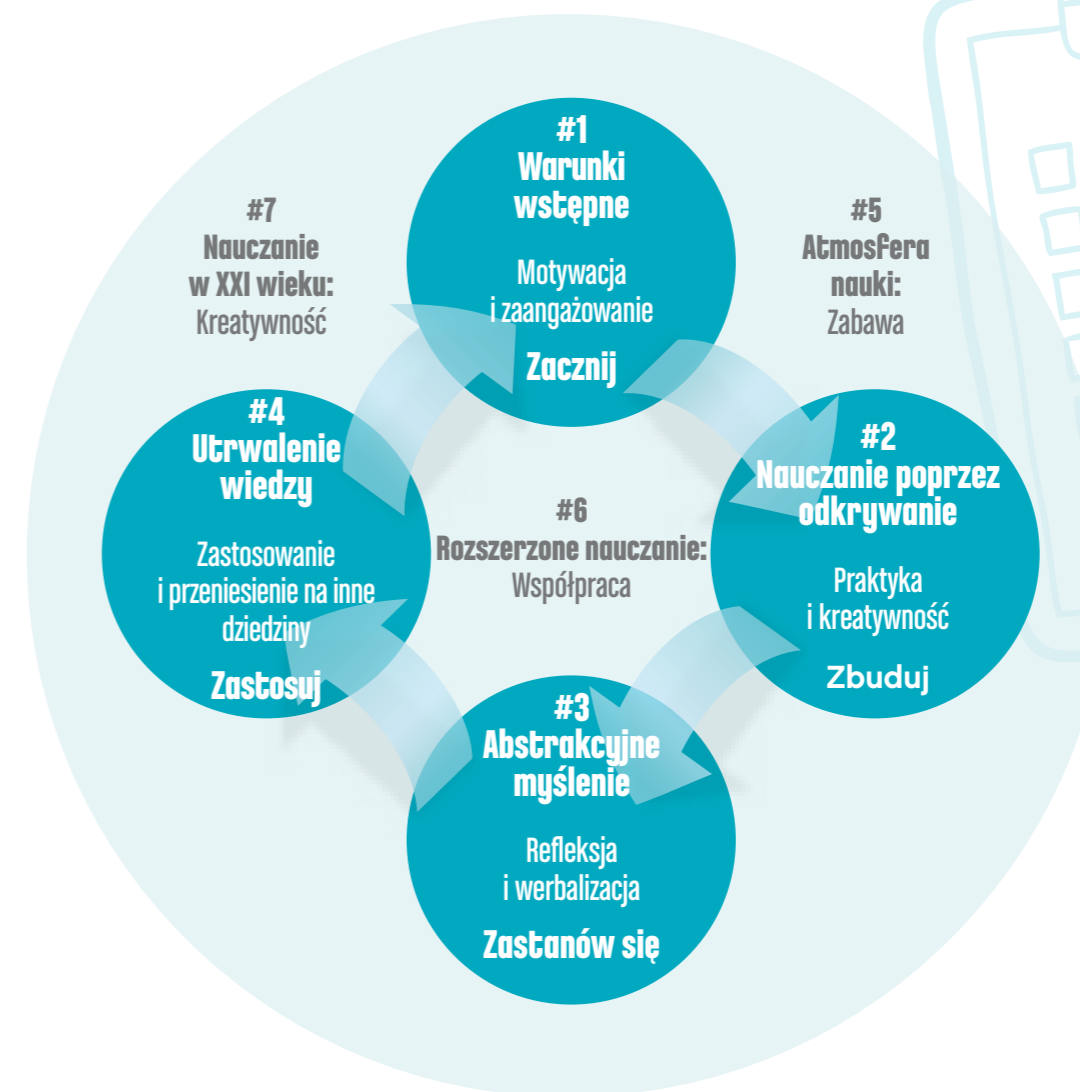 #1
Warunki
wstępne
Motywacja
i zaangażowanie
Zacznij
#7
Nauczanie
w XXI wieku:
Kreatywność
#5
Atmosfera
nauki:
Zabawa
#4
Utrwalenie
wiedzy
Zastosowanie
i przeniesienie na inne
dziedziny
Zastosuj
#2
Nauczanie poprzez
odkrywanie
Praktyka
i kreatywność
Zbuduj
#6
Rozszerzone nauczanie:
Współpraca
#3
Abstrakcyjne
myślenie
Refleksja
i werbalizacja
Zastanów się